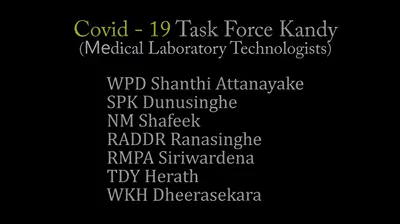 Covid - 19 Task Force Kandy
(Medical Laboratory Technologists)
WPD Shanthi Attanayake
SPK Dunusinghe
NM Shafeek
RADDR Ranasinghe
RMPA Siriwardena
TDY Herath
WKH Dheerasekara